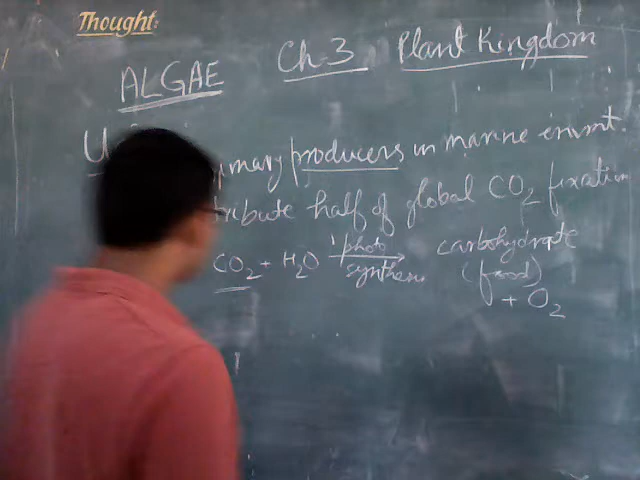 Thought:
Ch-3 Plant Kingdom
ALGAE
U
mary producers in marine envmt.
tribute half of global CO2 fixation
CO2 + H2O photo synthesis carbohydrate
(food)
+ O2